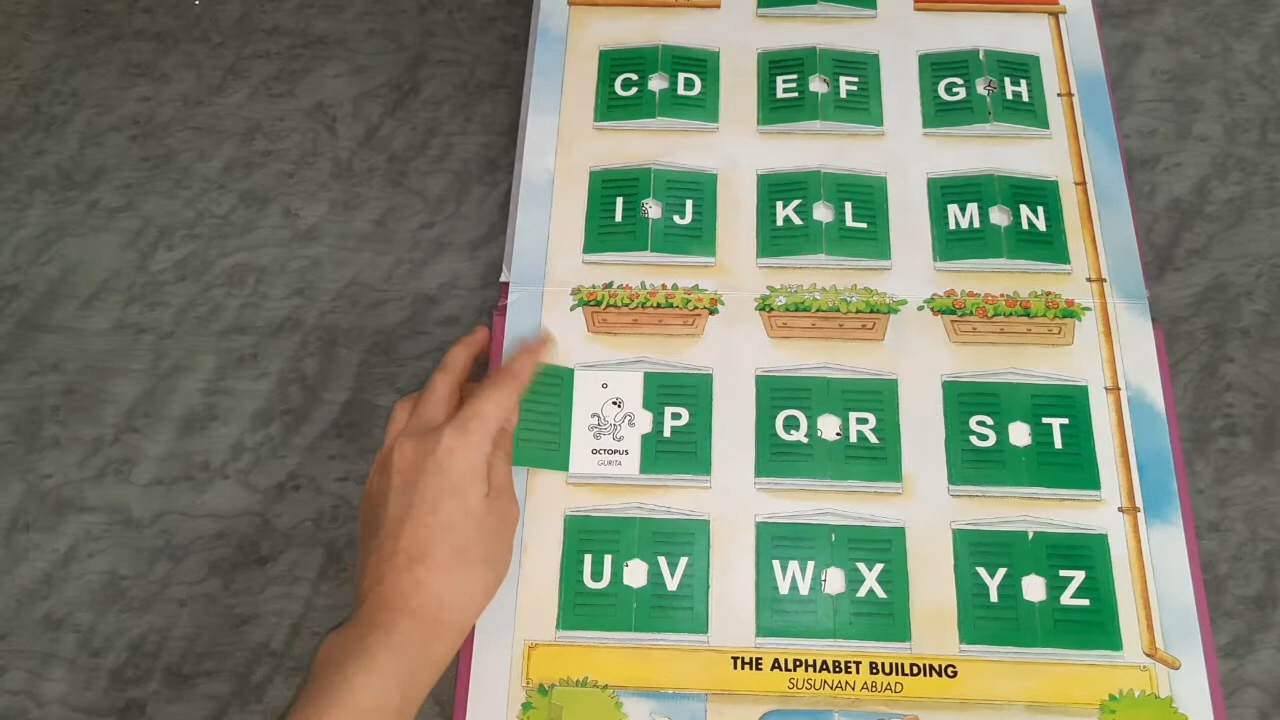 C D E F G H
I J K L M N
o P Q R S T
OCTOPUS
GURITA
U V W X Y Z
THE ALPHABET BUILDING
SUSUNAN ABJAD